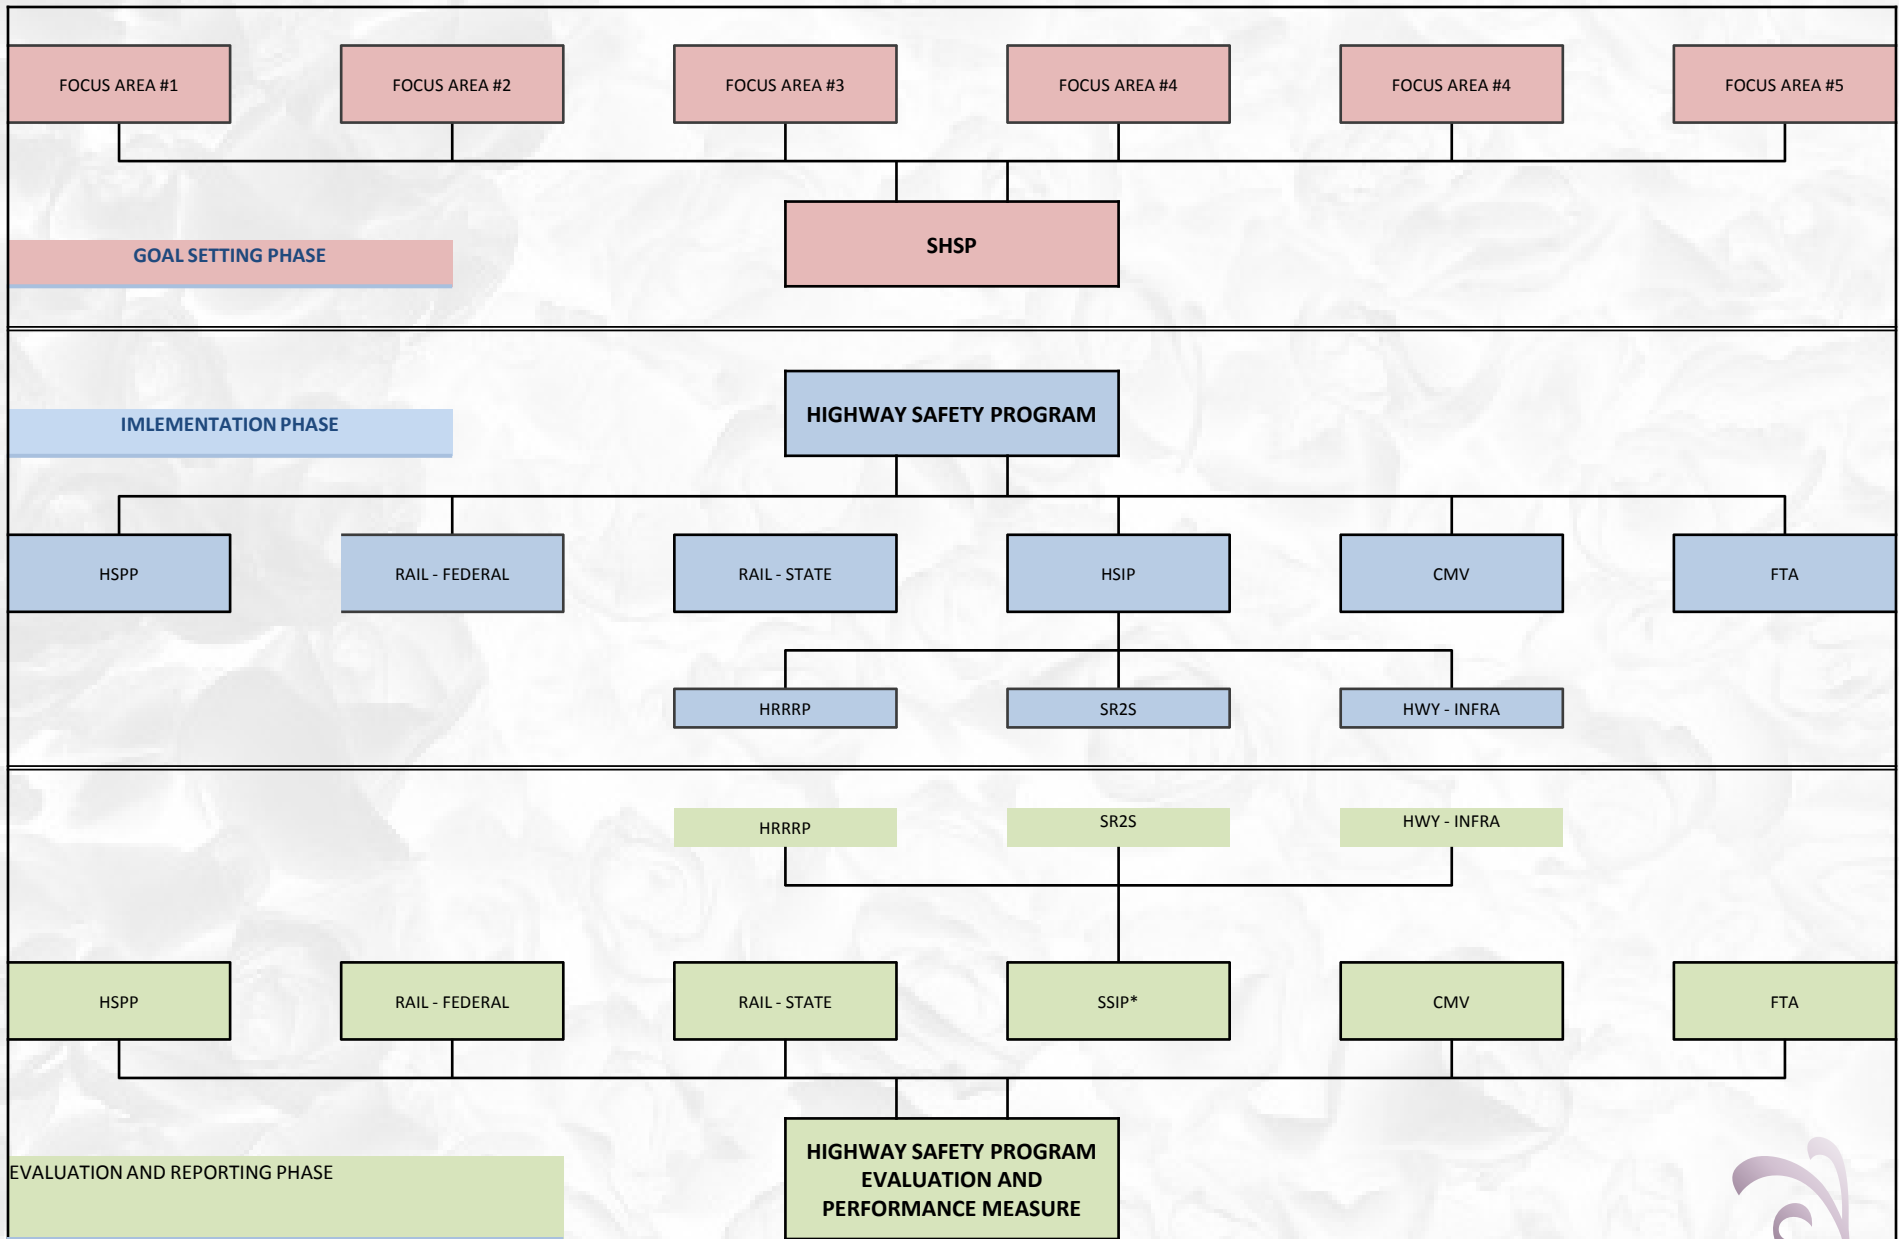 FOCUS AREA #1
FOCUS AREA #2
FOCUS AREA #3
FOCUS AREA #4
FOCUS AREA #4
FOCUS AREA #5
SHSP
GOAL SETTING PHASE
HIGHWAY SAFETY PROGRAM
IMLEMENTATION PHASE
HSPP
RAIL - FEDERAL
RAIL - STATE
HSIP
CMV
FTA
HRRRP
SR2S
HWY - INFRA
HRRRP
SR2S
HWY - INFRA
HSPP
RAIL - FEDERAL
RAIL - STATE
SSIP*
CMV
FTA
EVALUATION AND REPORTING PHASE
HIGHWAY SAFETY PROGRAM
EVALUATION AND
PERFORMANCE MEASURE